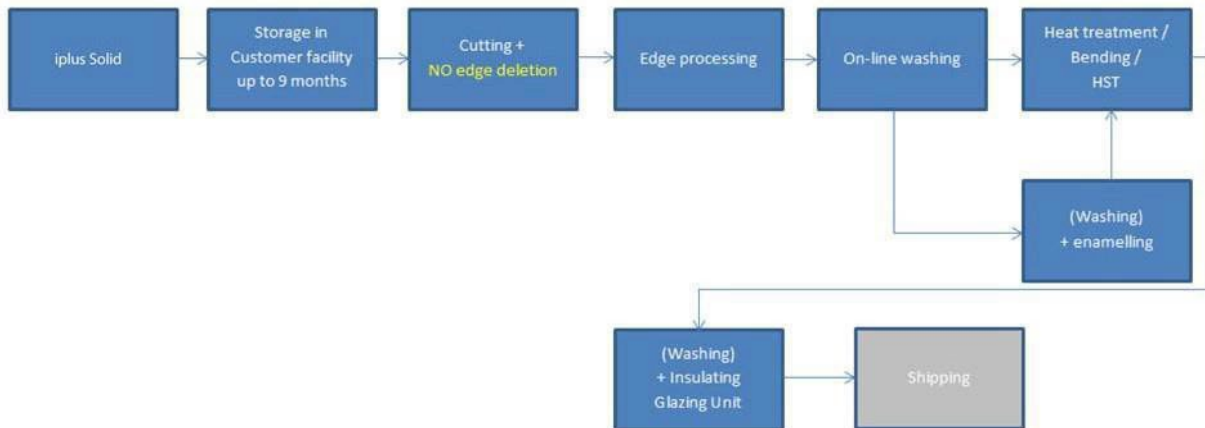 iplus Solid
Storage in
Customer facility
up to 9 months
Cutting +
NO edge deletion
Edge processing
On-line washing
Heat treatment /
Bending /
HST
(Washing)
+ enamelling
(Washing)
+ Insulating
Glazing Unit
Shipping